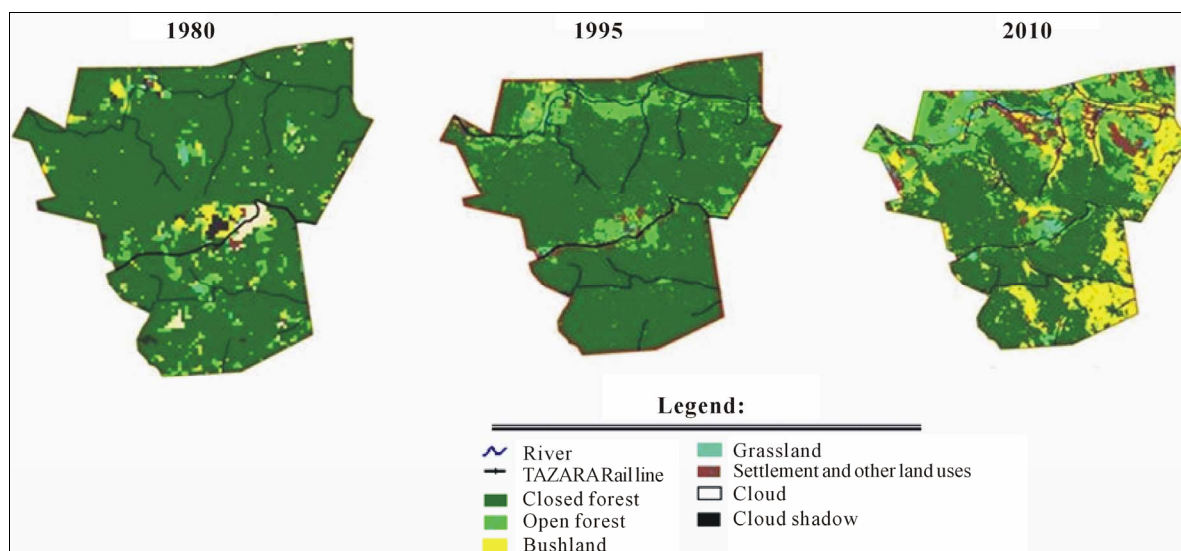 1980
1995
2010
Legend:
River
TAZARA Rail line
Closed forest
Open forest
Bushland
Grassland
Settlement and other land uses
Cloud
Cloud shadow